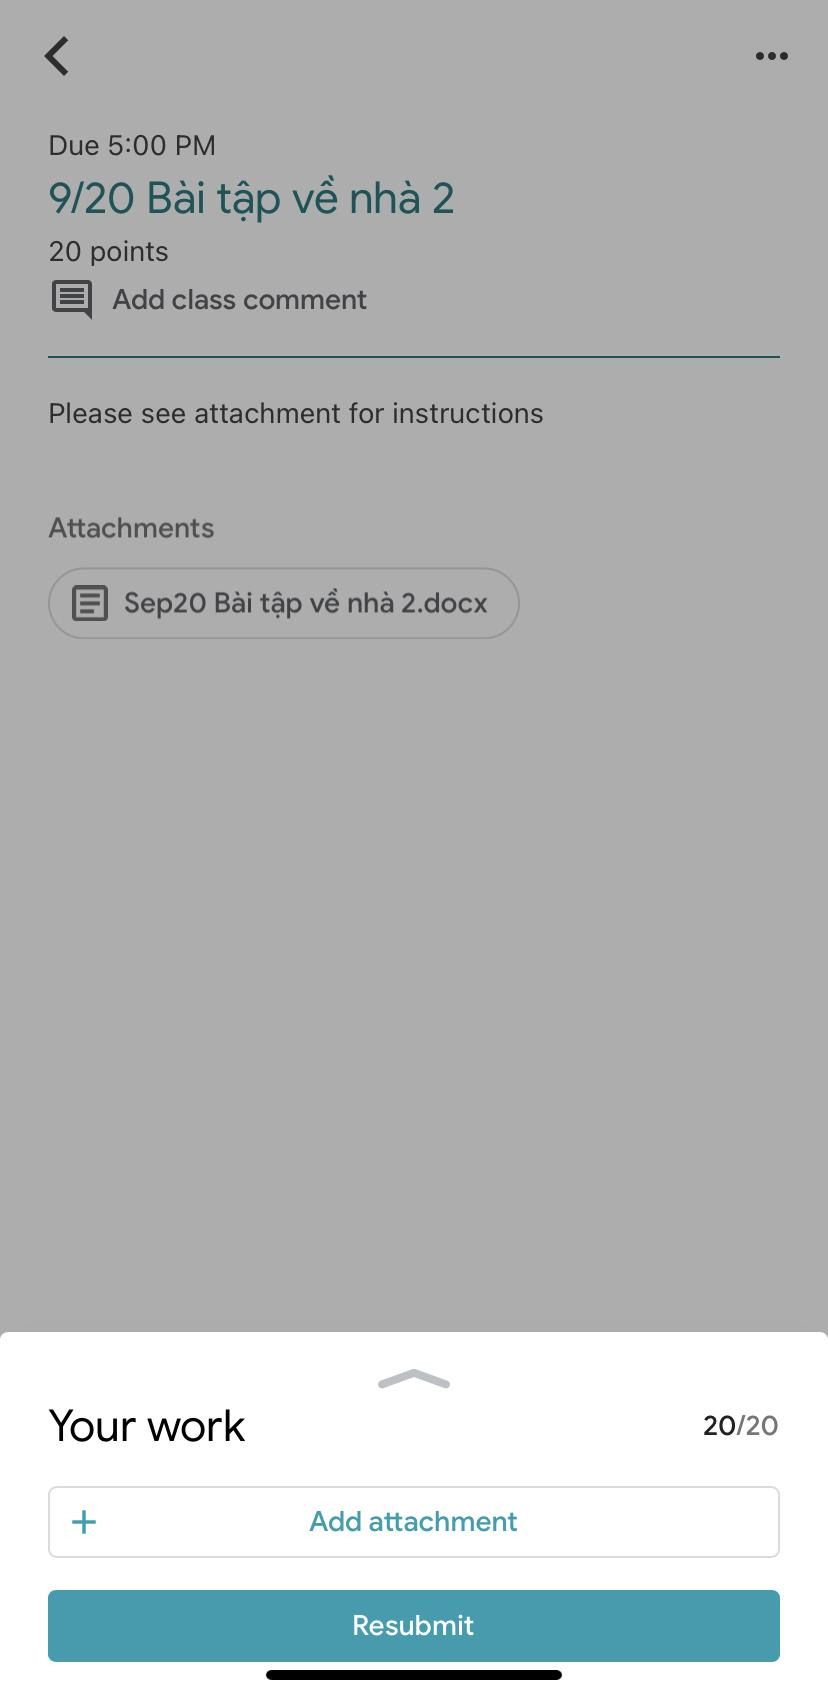 Due 5:00 PM
9/20 Bài tập về nhà 2
20 points
Add class comment
Please see attachment for instructions
Attachments
Sep20 Bài tập về nhà 2.docx
Your work
20/20
Add attachment
Resubmit